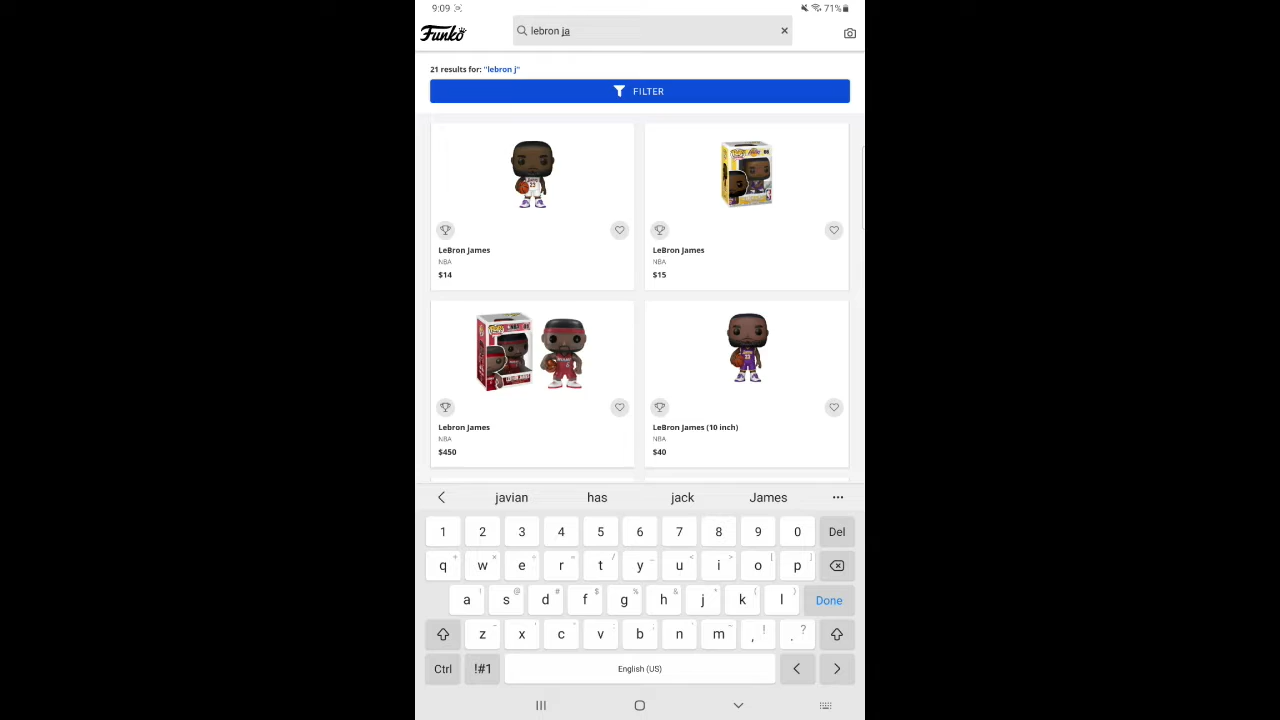 9:09 71%
Funko lebron ja
21 results for: "lebron j"
FILTER
LeBron James
NBA
$14
LeBron James
NBA
$15
Lebron James
NBA
$450
LeBron James (10 inch)
NBA
$40
javian has jack James
1 2 3 4 5 6 7 8 9 0 Del
q w e r t y u i o p
a s d f g h j k l Done
z x c v b n m , ! . ?
Ctrl !#1 English (US) < >